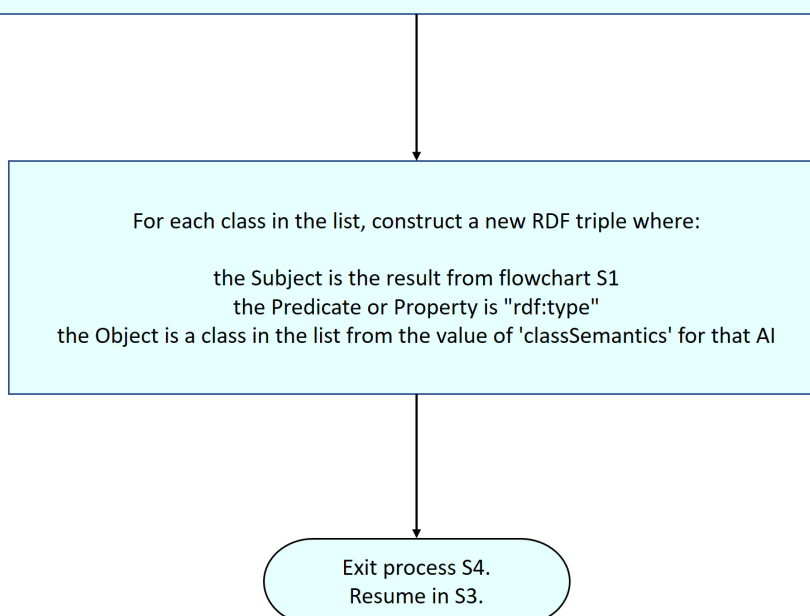 For each class in the list, construct a new RDF triple where:
the Subject is the result from flowchart S1
the Predicate or Property is "rdf:type"
the Object is a class in the list from the value of 'classSemantics' for that AI
Exit process S4.
Resume in S3.